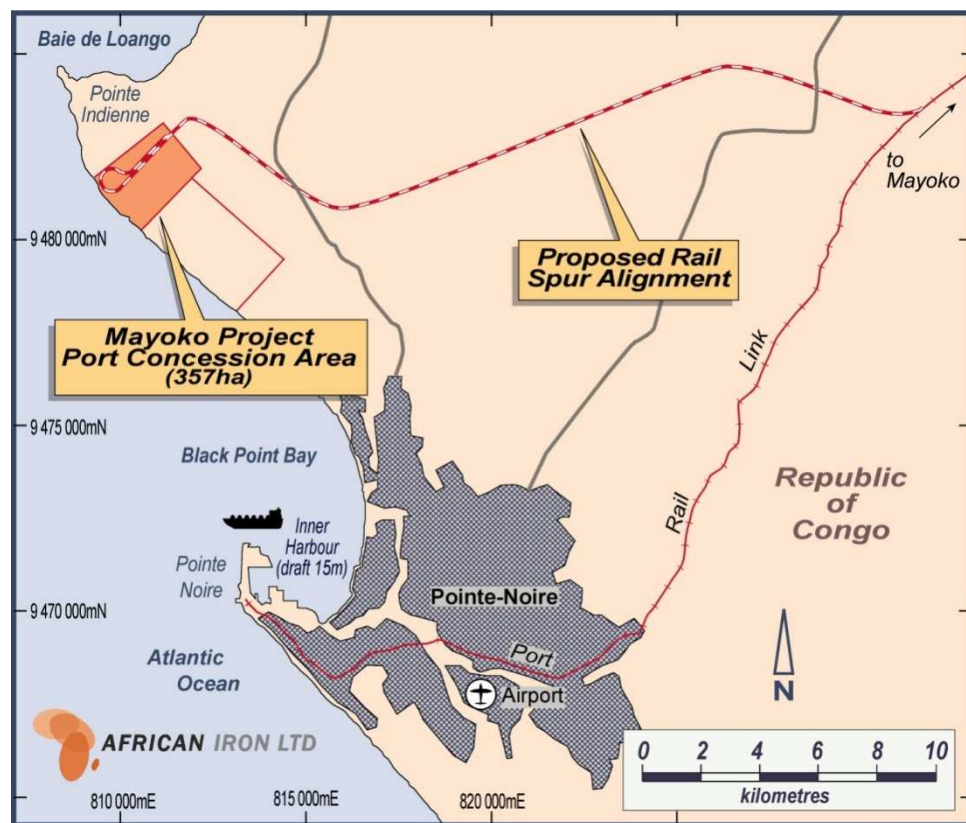 Baie de Loango
Pointe
Indienne
to
Mayoko
9 480 000mN
Proposed Rail
Spur Alignment
Mayoko Project
Port Concession Area
(357ha)
Link
9 475 000mN
Black Point Bay
Republic
of
Congo
Rail
Inner
Harbour
(draft 15m)
Pointe
Noire
Pointe-Noire
9 470 000mN
Port
Atlantic
Ocean
Airport
N
AFRICAN IRON LTD
0 2 4 6 8 10
kilometres
810 000mE 815 000mE 820 000mE